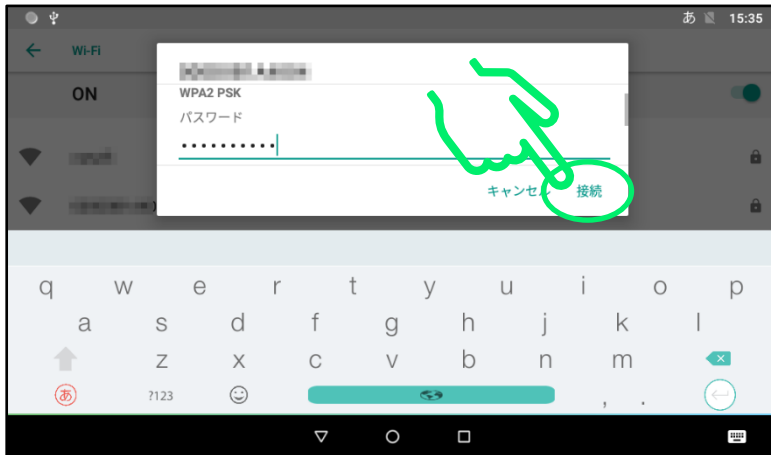 あ 15:35
Wi-Fi
ON
WPA2 PSK
パスワード
••••••••••
キャンセル 接続
q w e r t y u i o p
a s d f g h j k l
z x c v b n m
あ ?123 , .